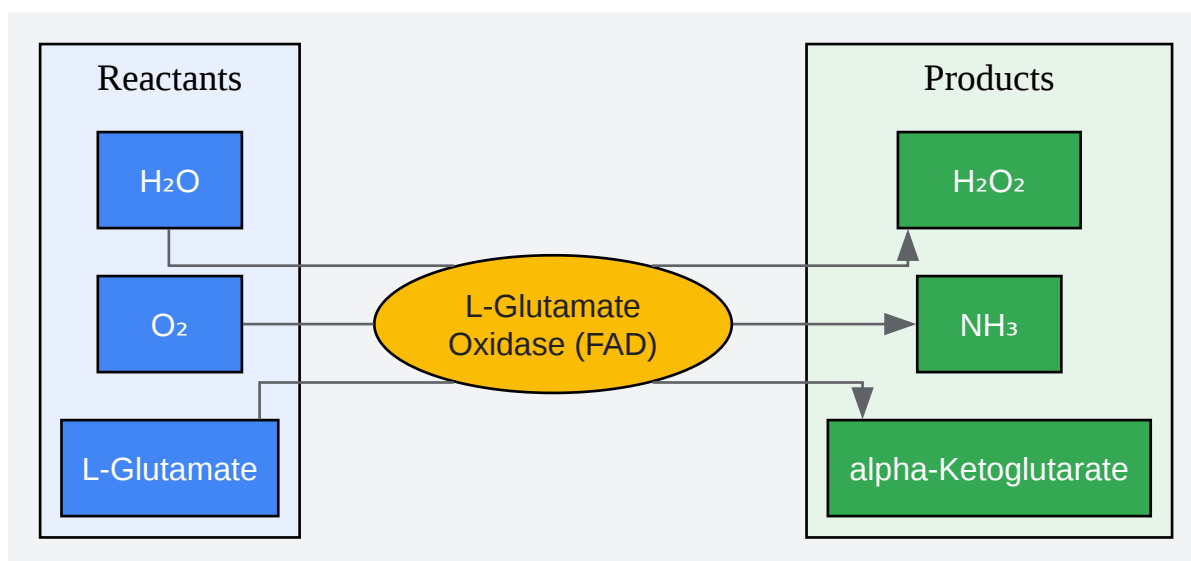 Reactants
H₂O
O₂
L-Glutamate
L-Glutamate
Oxidase (FAD)
Products
H₂O₂
NH₃
alpha-Ketoglutarate